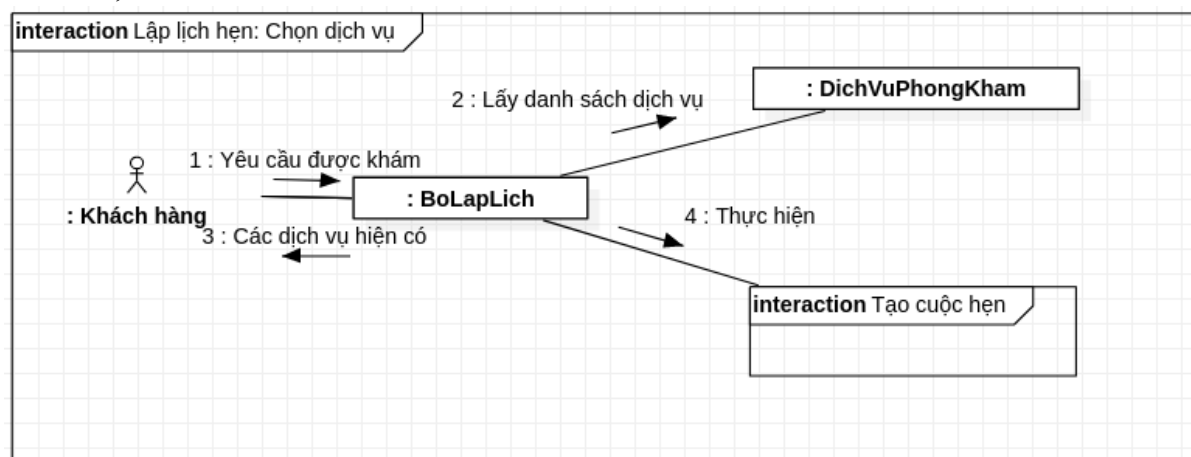 interaction Lập lịch hẹn: Chọn dịch vụ
: DichVuPhongKham
2 : Lấy danh sách dịch vụ
1 : Yêu cầu được khám
: BoLapLich
: Khách hàng
3 : Các dịch vụ hiện có
4 : Thực hiện
interaction Tạo cuộc hẹn